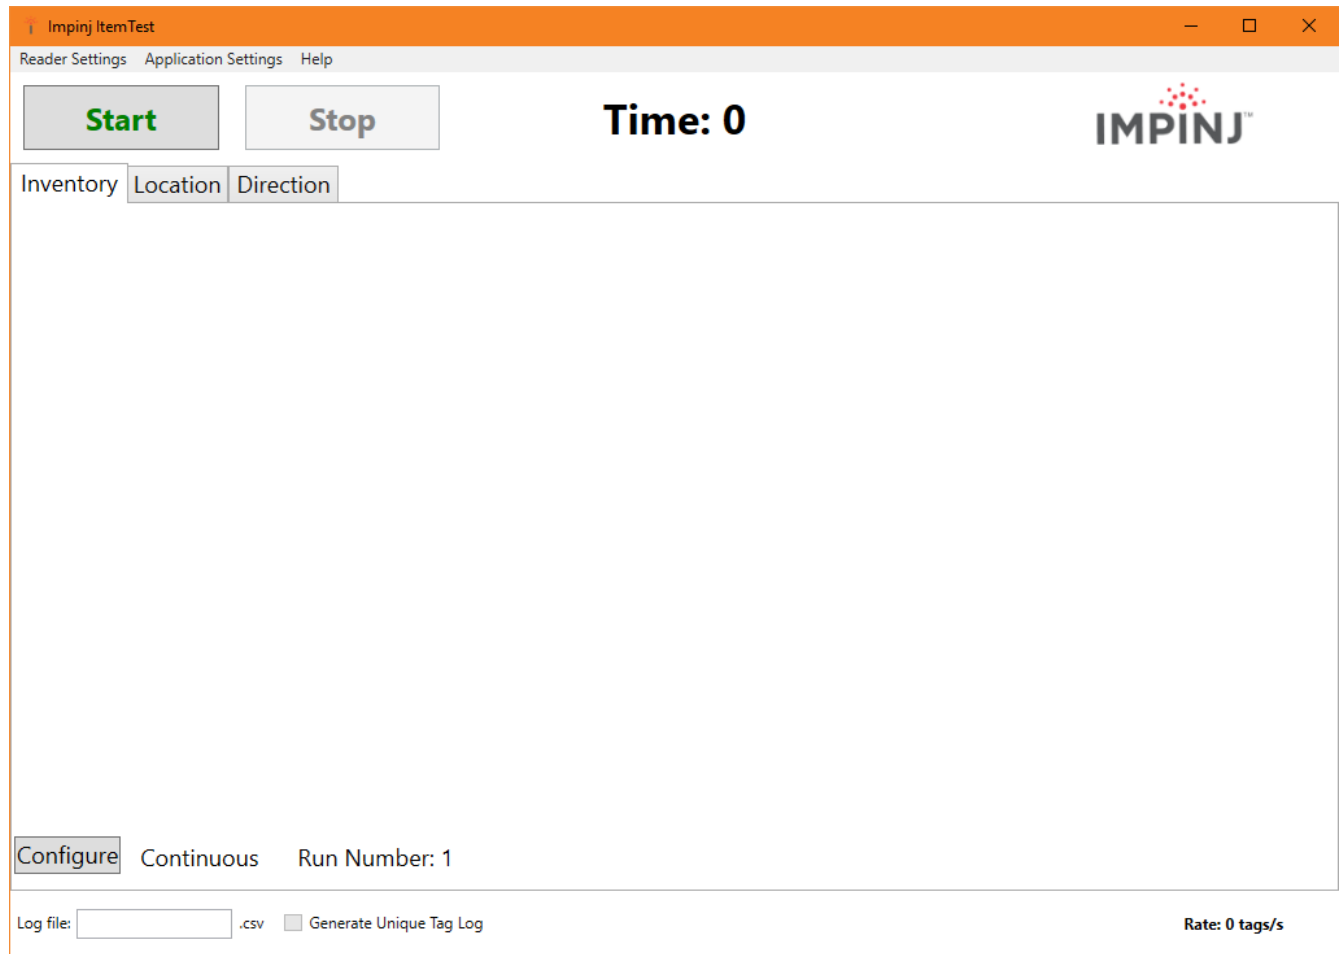 Impinj ItemTest
Reader Settings Application Settings Help
Start Stop Time: 0 IMPINJ™
Inventory Location Direction
Configure Continuous Run Number: 1
Log file: .csv Generate Unique Tag Log Rate: 0 tags/s